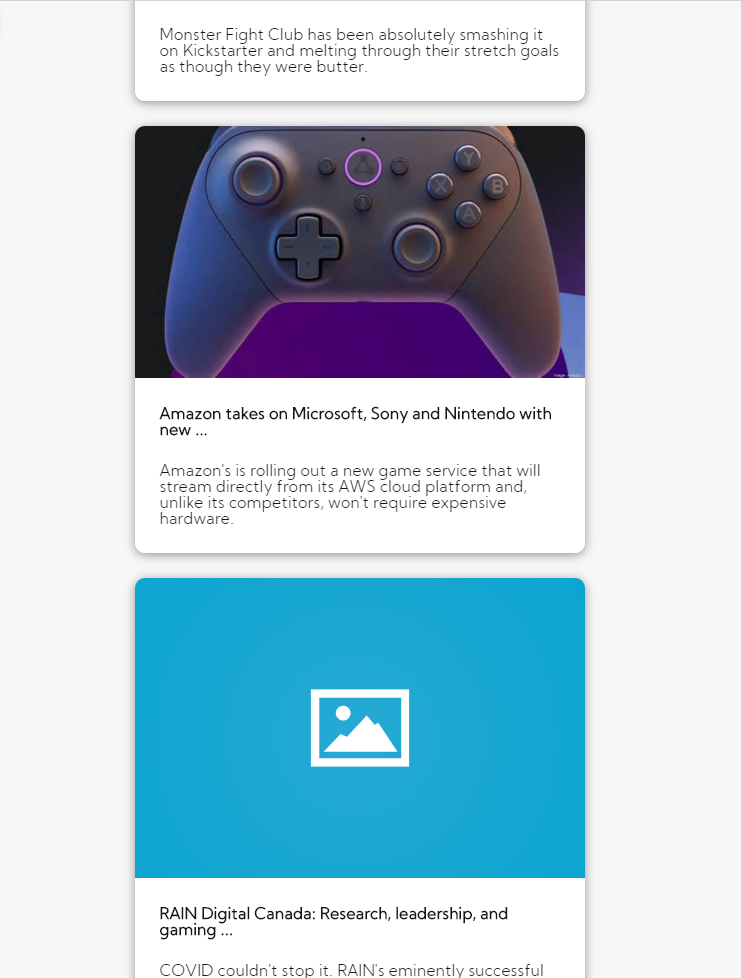 Monster Fight Club has been absolutely smashing it
on Kickstarter and melting through their stretch goals
as though they were butter.
Y
X
B
A
Amazon takes on Microsoft, Sony and Nintendo with
new ...
Amazon's is rolling out a new game service that will
stream directly from its AWS cloud platform and,
unlike its competitors, won't require expensive
hardware.
RAIN Digital Canada: Research, leadership, and
gaming ...
COVID couldn't stop it. RAIN's eminently successful